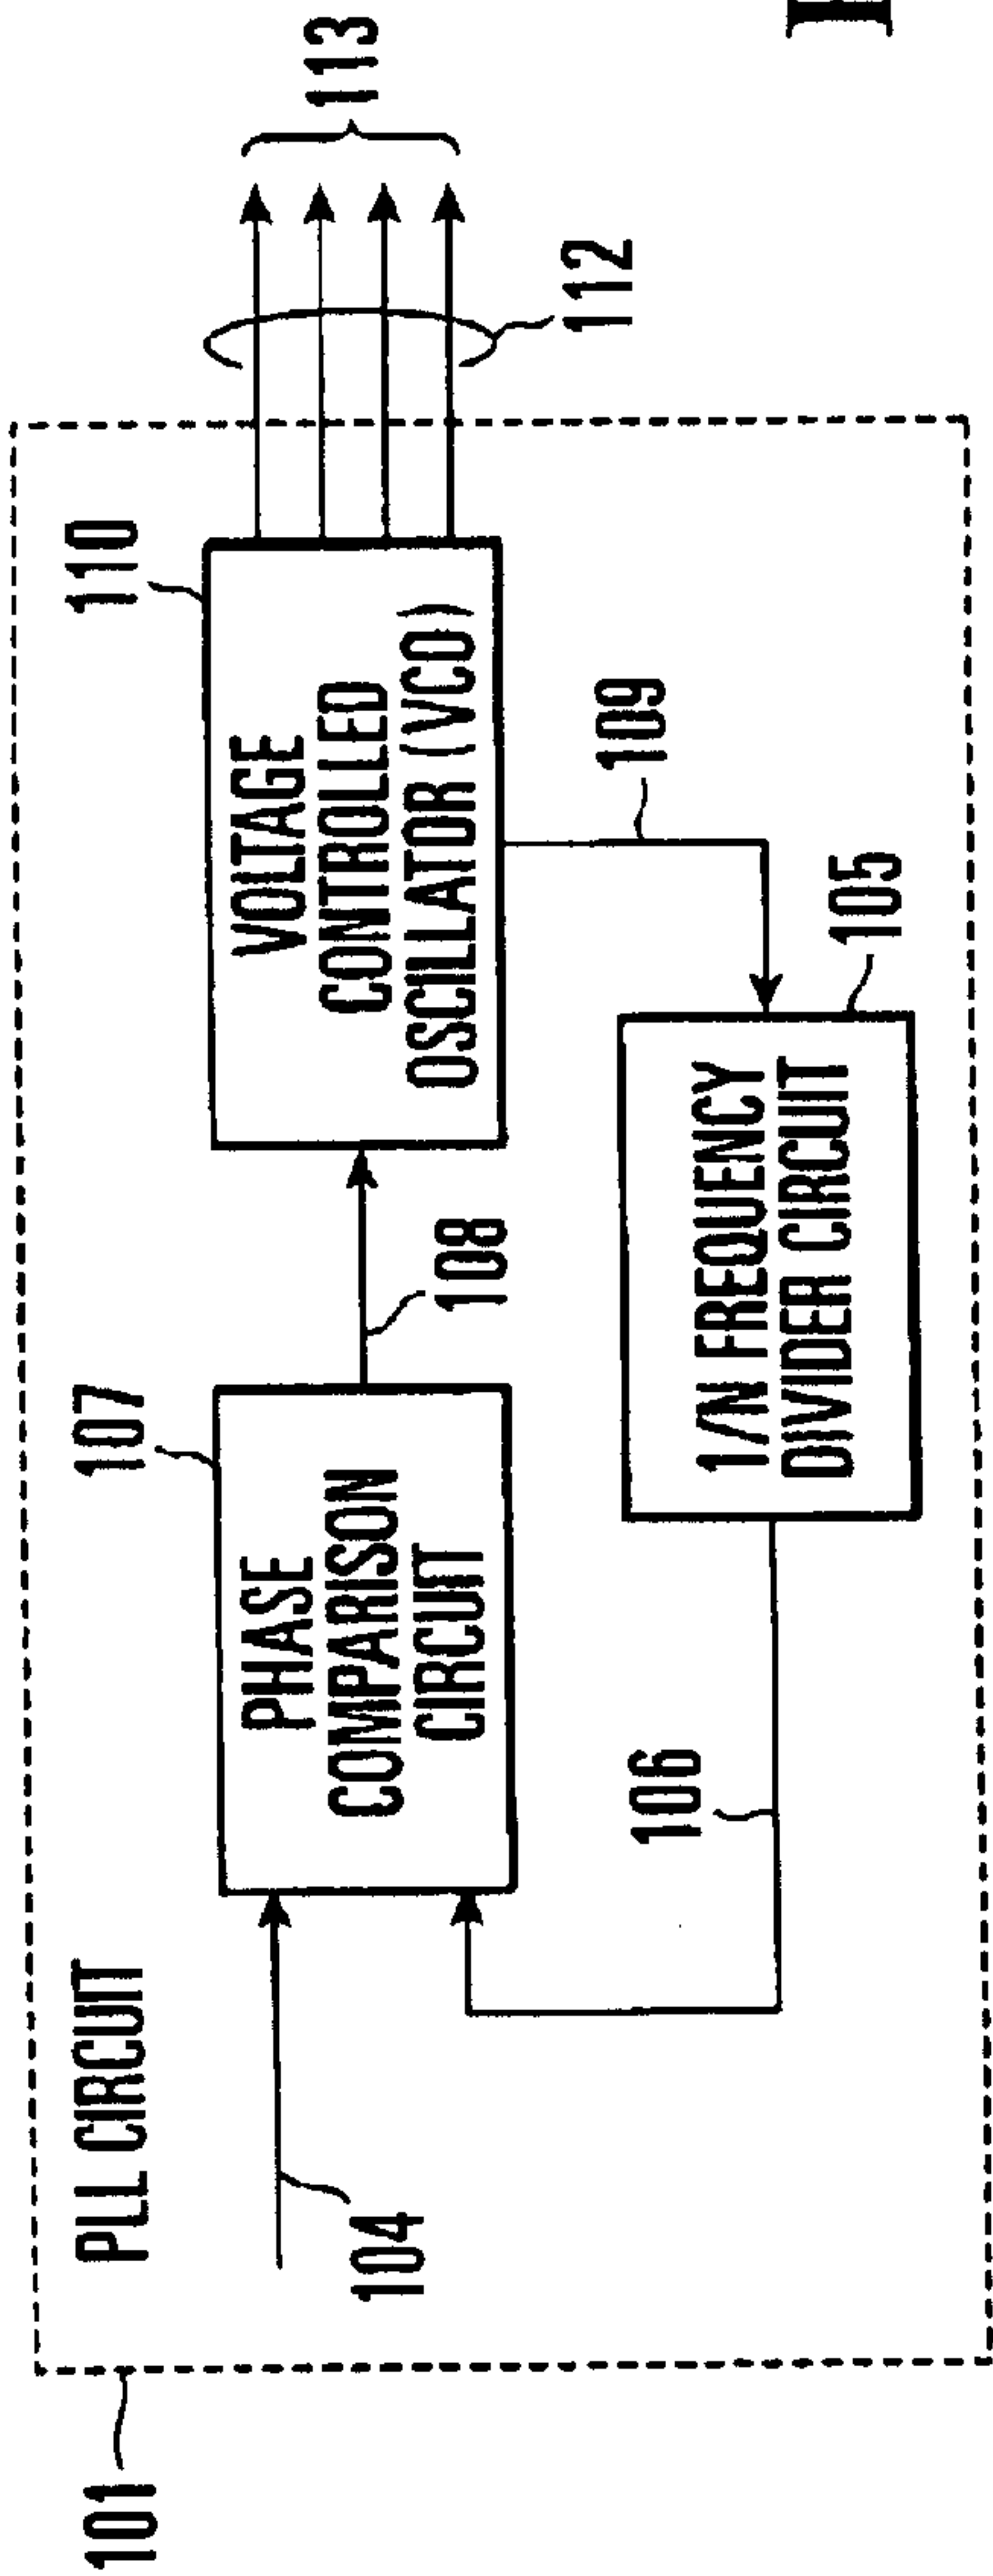 101
PLL CIRCUIT
104
107
PHASE
COMPARISON
CIRCUIT
108
110
VOLTAGE
CONTROLLED
OSCILLATOR (VCO)
113
112
109
106
1/N FREQUENCY
DIVIDER CIRCUIT
105